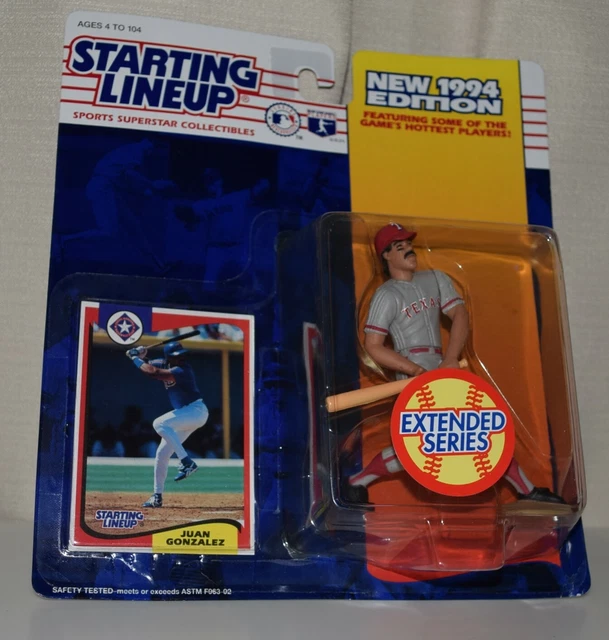 AGES 4 TO 104
STARTING
LINEUP®
SPORTS SUPERSTAR COLLECTIBLES
NEW 1994
EDITION
FEATURING SOME OF THE
GAME'S HOTTEST PLAYERS!
TEXA
EXTENDED
SERIES
STARTING
LINEUP
JUAN
GONZALEZ
SAFETY TESTED-meets or exceeds ASTM F963-92